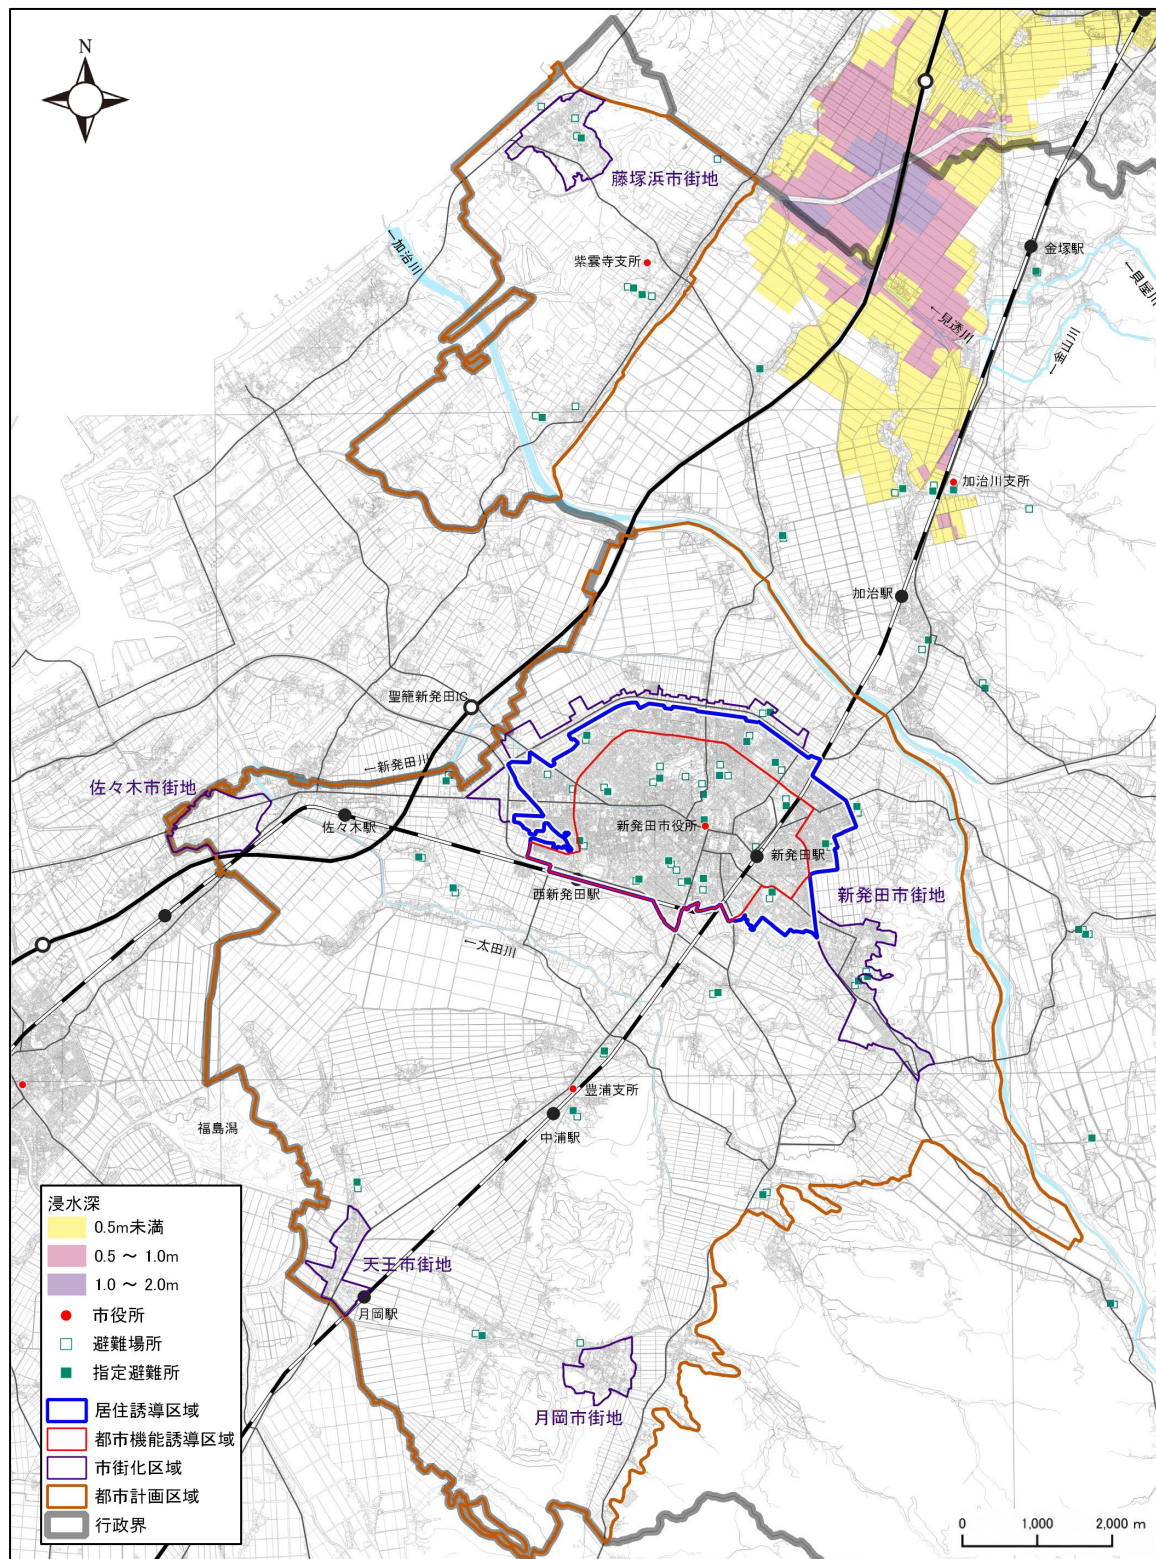 N
藤塚浜市街地
←加治川
紫雲寺支所
金塚駅
←貝屋川
←見透川
←金山川
加治川支所
加治駅
聖籠新発田IC
←新発田川
佐々木市街地
佐々木駅
新発田市役所
新発田駅
西新発田駅
新発田市街地
←太田川
豊浦支所
中浦駅
福島潟
天王市街地
月岡駅
月岡市街地
浸水深
0.5m未満
0.5 ～ 1.0m
1.0 ～ 2.0m
市役所
避難場所
指定避難所
居住誘導区域
都市機能誘導区域
市街化区域
都市計画区域
行政界
0 1,000 2,000 m